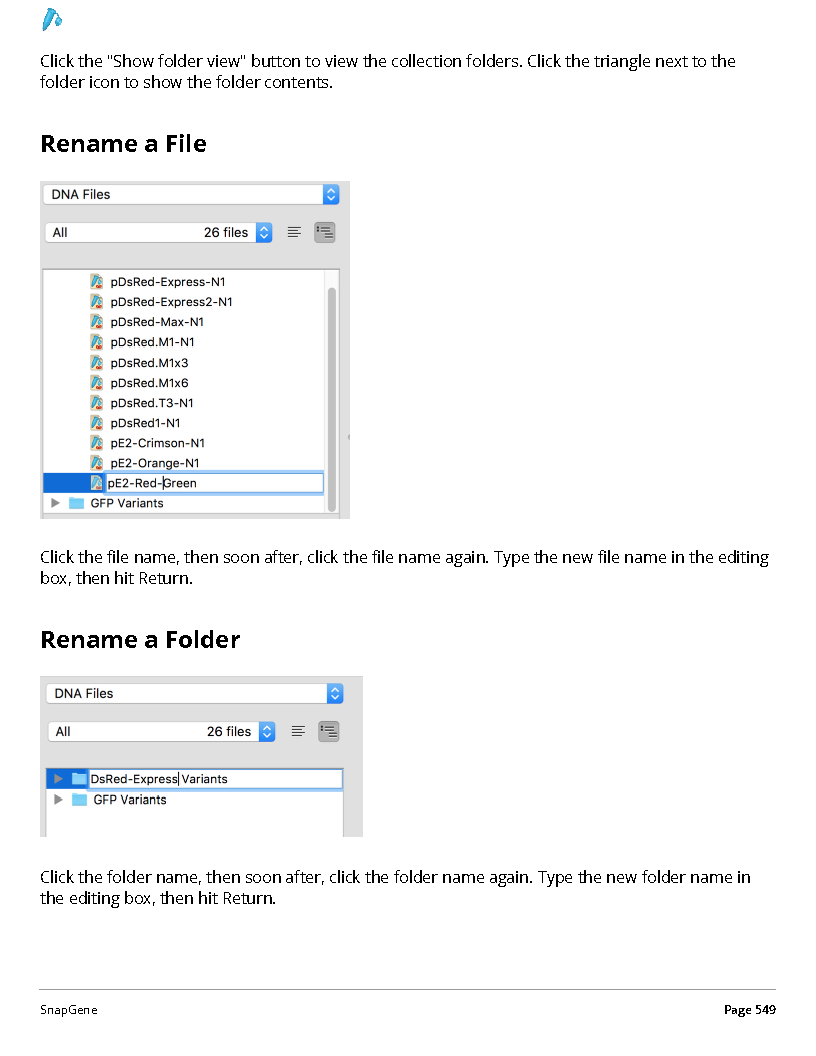 Click the "Show folder view" button to view the collection folders. Click the triangle next to the
folder icon to show the folder contents.
Rename a File
DNA Files
All 26 files
pDsRed-Express-N1
pDsRed-Express2-N1
pDsRed-Max-N1
pDsRed.M1-N1
pDsRed.M1x3
pDsRed.M1x6
pDsRed.T3-N1
pDsRed1-N1
pE2-Crimson-N1
pE2-Orange-N1
pE2-Red-Green
GFP Variants
Click the file name, then soon after, click the file name again. Type the new file name in the editing
box, then hit Return.
Rename a Folder
DNA Files
All 26 files
DsRed-Express Variants
GFP Variants
Click the folder name, then soon after, click the folder name again. Type the new folder name in
the editing box, then hit Return.
SnapGene Page 549